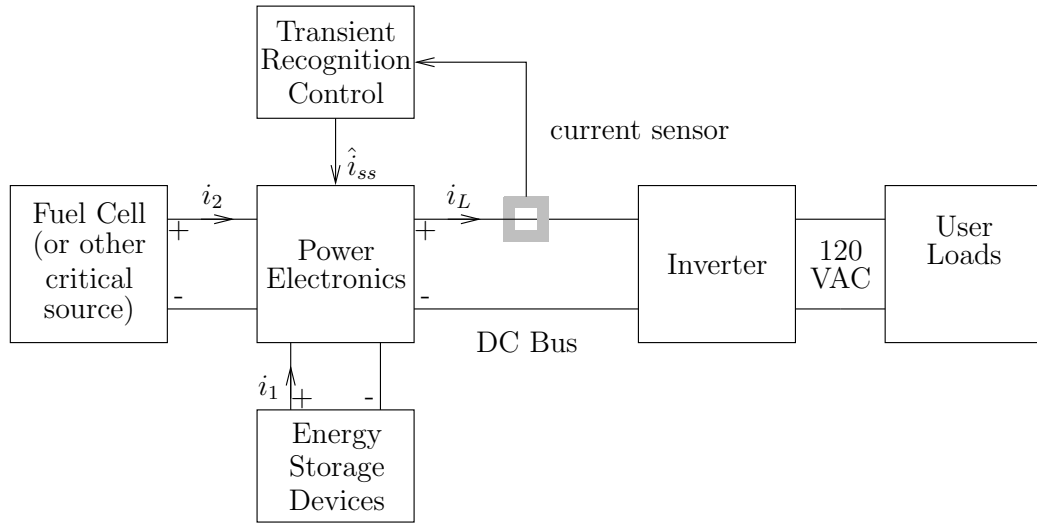 Transient
Recognition
Control
current sensor
î_ss
i_2
i_L
Fuel Cell
(or other
critical
source)
+
-
Power
Electronics
+
-
Inverter
120
VAC
User
Loads
DC Bus
i_1
+
-
Energy
Storage
Devices